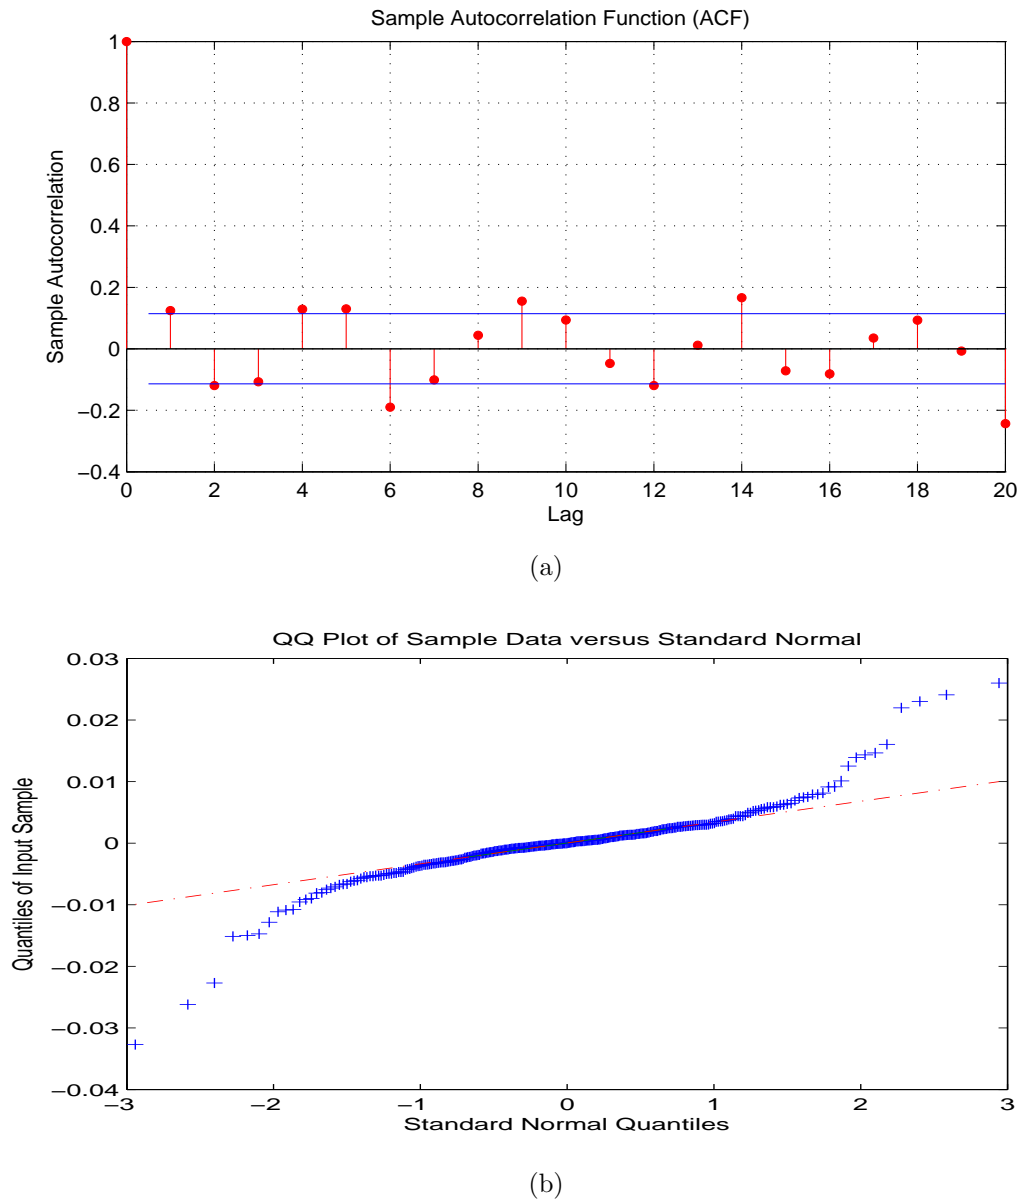 Sample Autocorrelation Function (ACF)
1
0.8
0.6
0.4
0.2
0
−0.2
−0.4
Sample Autocorrelation
0 2 4 6 8 10 12 14 16 18 20
Lag
(a)
QQ Plot of Sample Data versus Standard Normal
0.03
0.02
0.01
0
−0.01
−0.02
−0.03
−0.04
Quantiles of Input Sample
−3 −2 −1 0 1 2 3
Standard Normal Quantiles
(b)